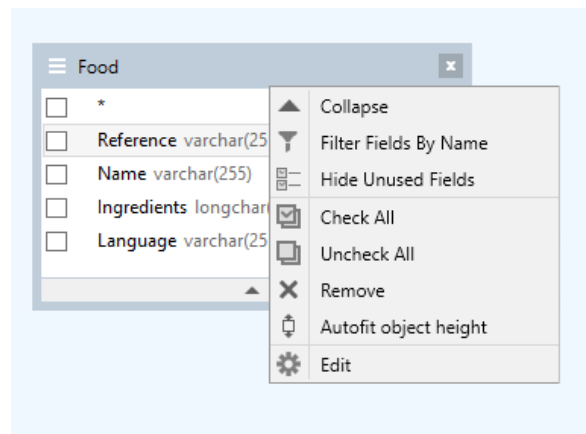 Food
*
Reference varchar(25
Name varchar(255)
Ingredients longchar(
Language varchar(25
Collapse
Filter Fields By Name
Hide Unused Fields
Check All
Uncheck All
Remove
Autofit object height
Edit